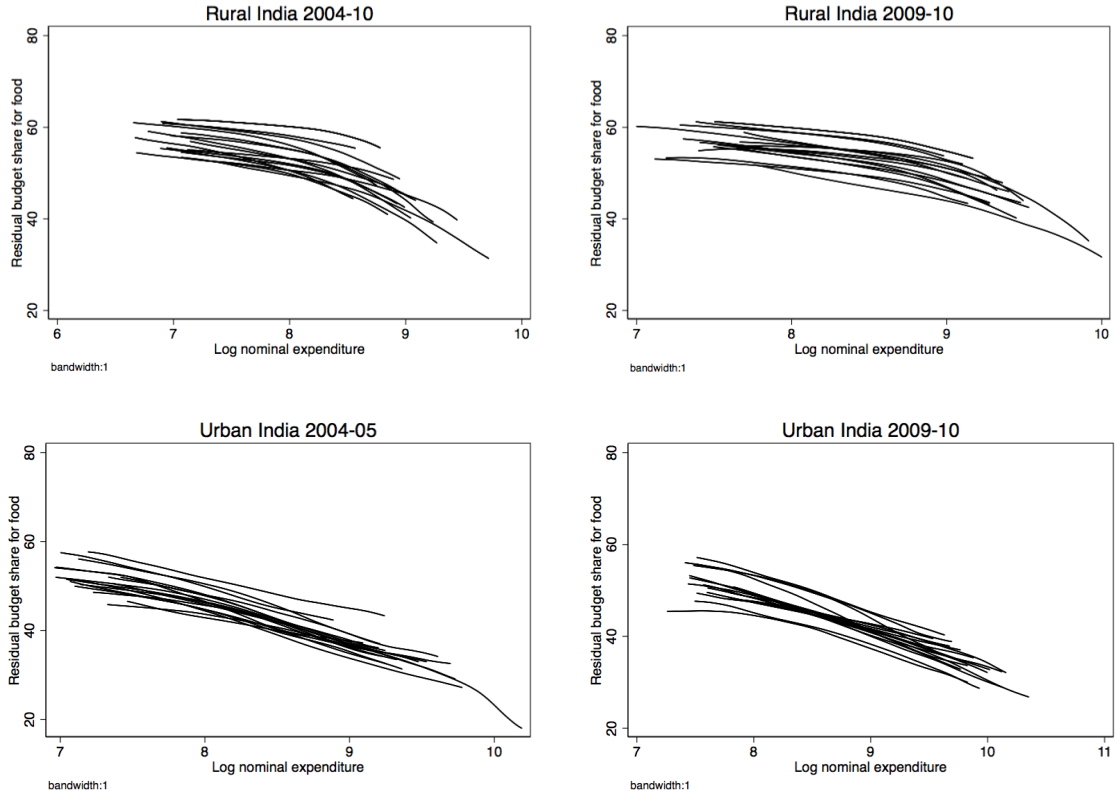 Rural India 2004-10
Residual budget share for food
80
60
40
20
6 7 8 9 10
Log nominal expenditure
bandwidth:1
Rural India 2009-10
Residual budget share for food
80
60
40
20
7 8 9 10
Log nominal expenditure
bandwidth:1
Urban India 2004-05
Residual budget share for food
80
60
40
20
7 8 9 10
Log nominal expenditure
bandwidth:1
Urban India 2009-10
Residual budget share for food
80
60
40
20
7 8 9 10 11
Log nominal expenditure
bandwidth:1